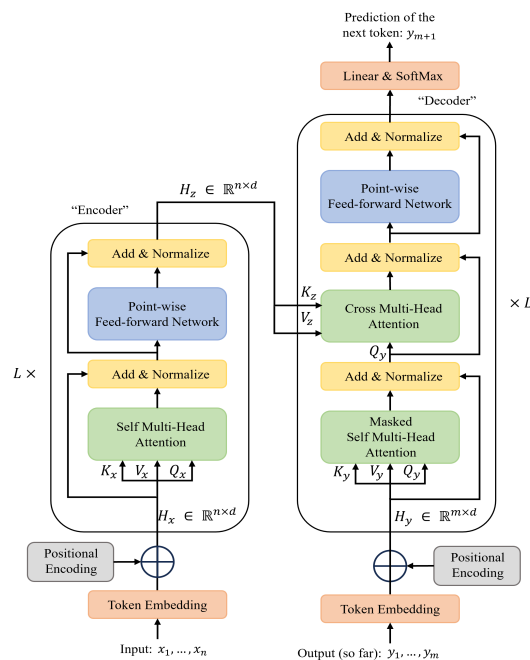 Prediction of the
next token: y_{m+1}
Linear & SoftMax
"Decoder"
Add & Normalize
Point-wise
Feed-forward Network
Add & Normalize
K_z
V_z
Cross Multi-Head
Attention
× L
Q_y
Add & Normalize
Masked
Self Multi-Head
Attention
K_y V_y Q_y
H_y ∈ ℝ^{m×d}
Positional
Encoding
Token Embedding
Output (so far): y_1, …, y_m
H_z ∈ ℝ^{n×d}
"Encoder"
Add & Normalize
Point-wise
Feed-forward Network
L ×
Add & Normalize
Self Multi-Head
Attention
K_x V_x Q_x
H_x ∈ ℝ^{n×d}
Positional
Encoding
Token Embedding
Input: x_1, …, x_n